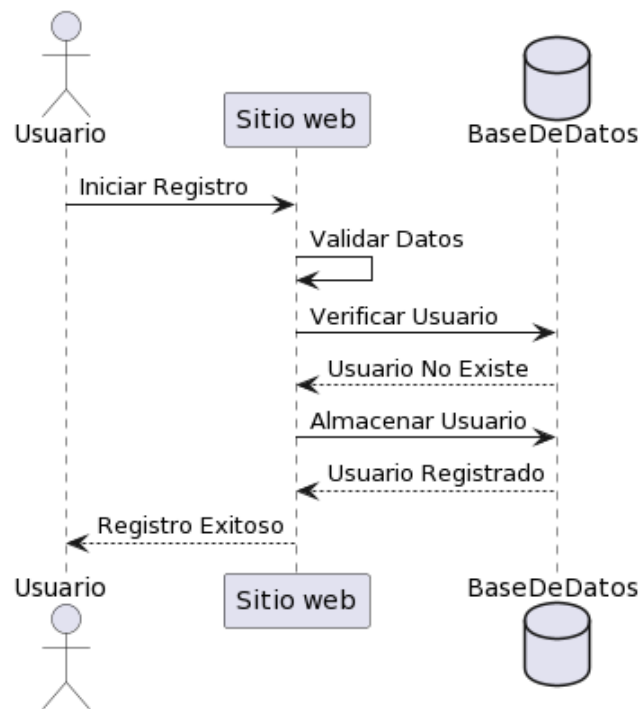 Usuario
Sitio web
BaseDeDatos
Iniciar Registro
Validar Datos
Verificar Usuario
Usuario No Existe
Almacenar Usuario
Usuario Registrado
Registro Exitoso
Usuario
Sitio web
BaseDeDatos